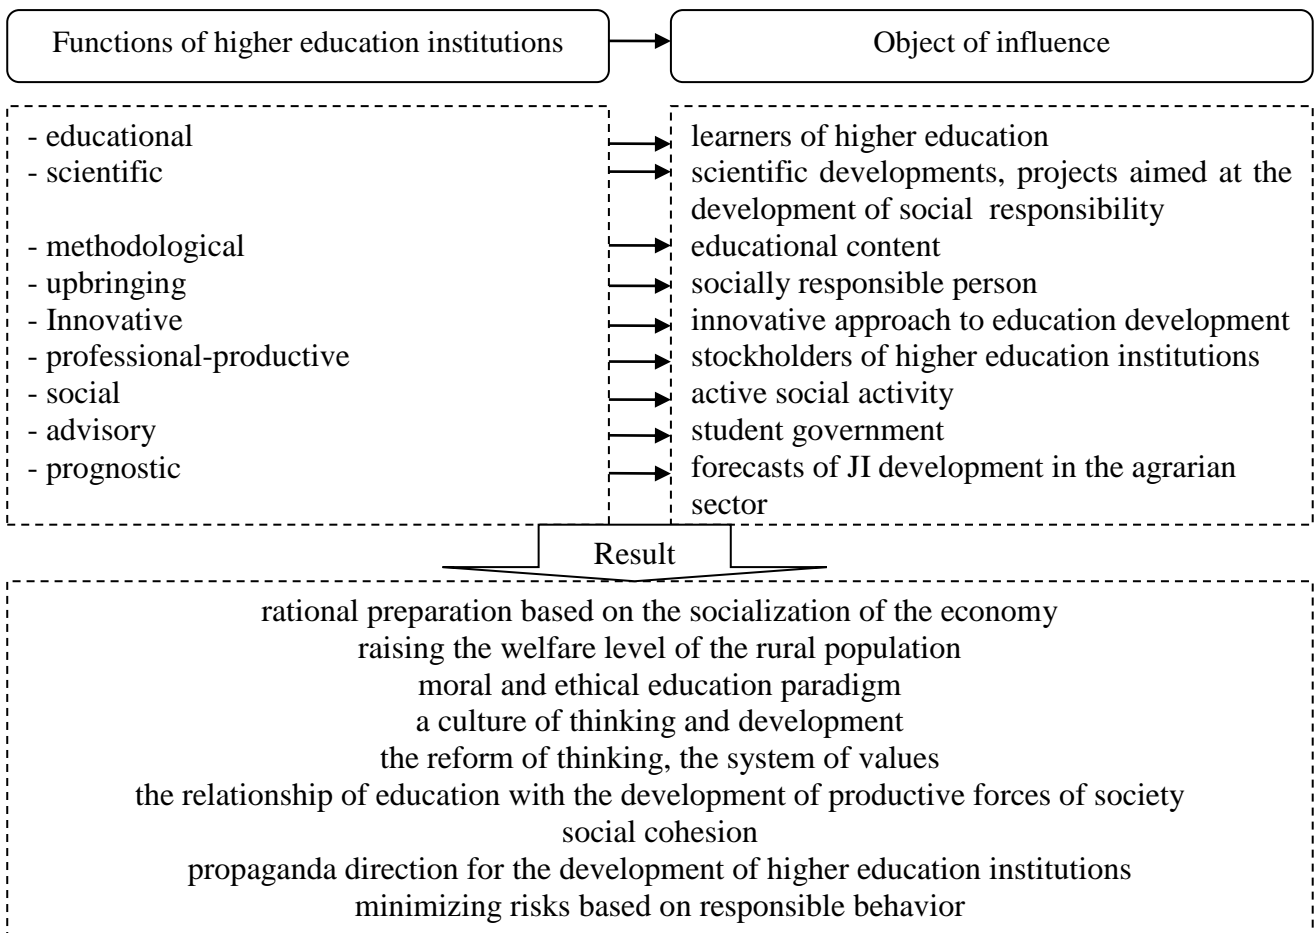 Functions of higher education institutions
Object of influence
- educational
- scientific
- methodological
- upbringing
- Innovative
- professional-productive
- social
- advisory
- prognostic
learners of higher education
scientific developments, projects aimed at the
development of social responsibility
educational content
socially responsible person
innovative approach to education development
stockholders of higher education institutions
active social activity
student government
forecasts of JI development in the agrarian
sector
Result
rational preparation based on the socialization of the economy
raising the welfare level of the rural population
moral and ethical education paradigm
a culture of thinking and development
the reform of thinking, the system of values
the relationship of education with the development of productive forces of society
social cohesion
propaganda direction for the development of higher education institutions
minimizing risks based on responsible behavior